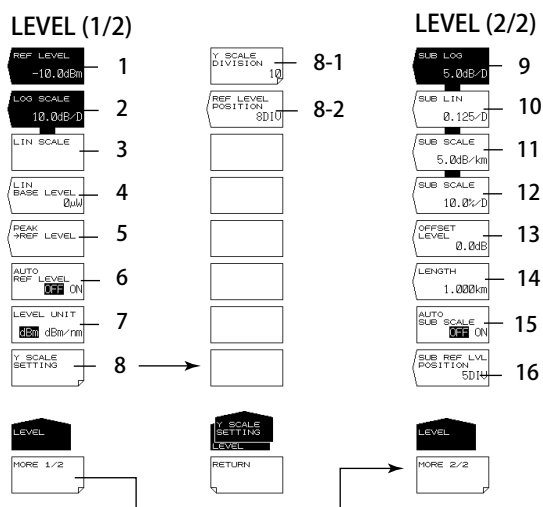 LEVEL (1/2)
REF LEVEL
-10.0dBm
1
LOG SCALE
10.0dB/D
2
LIN SCALE
3
LIN
BASE LEVEL
0μW
4
PEAK
→REF LEVEL
5
AUTO
REF LEVEL
OFF ON
6
LEVEL UNIT
dBm dBm/nm
7
Y SCALE
SETTING
8
LEVEL
MORE 1/2
Y SCALE
DIVISION
10
8-1
REF LEVEL
POSITION
8DIV
8-2
Y SCALE
SETTING
LEVEL
RETURN
LEVEL (2/2)
SUB LOG
5.0dB/D
9
SUB LIN
0.125/D
10
SUB SCALE
5.0dB/km
11
SUB SCALE
10.0%/D
12
OFFSET
LEVEL
0.0dB
13
LENGTH
1.000km
14
AUTO
SUB SCALE
OFF ON
15
SUB REF LVL
POSITION
5DIV
16
LEVEL
MORE 2/2